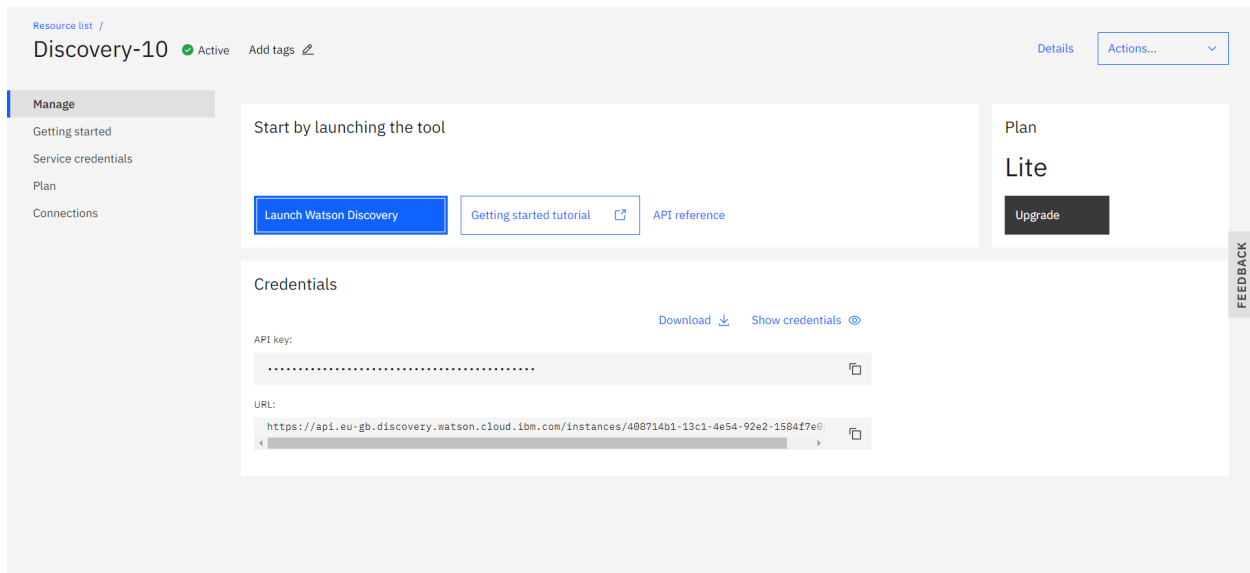 Resource list /
Discovery-10 Active Add tags
Details
Actions...
Manage
Getting started
Service credentials
Plan
Connections
Start by launching the tool
Launch Watson Discovery
Getting started tutorial
API reference
Plan
Lite
Upgrade
FEEDBACK
Credentials
Download
Show credentials
API key:
URL:
https://api.eu-gb.discovery.watson.cloud.ibm.com/instances/408714b1-13c1-4e54-92e2-1584f7e0